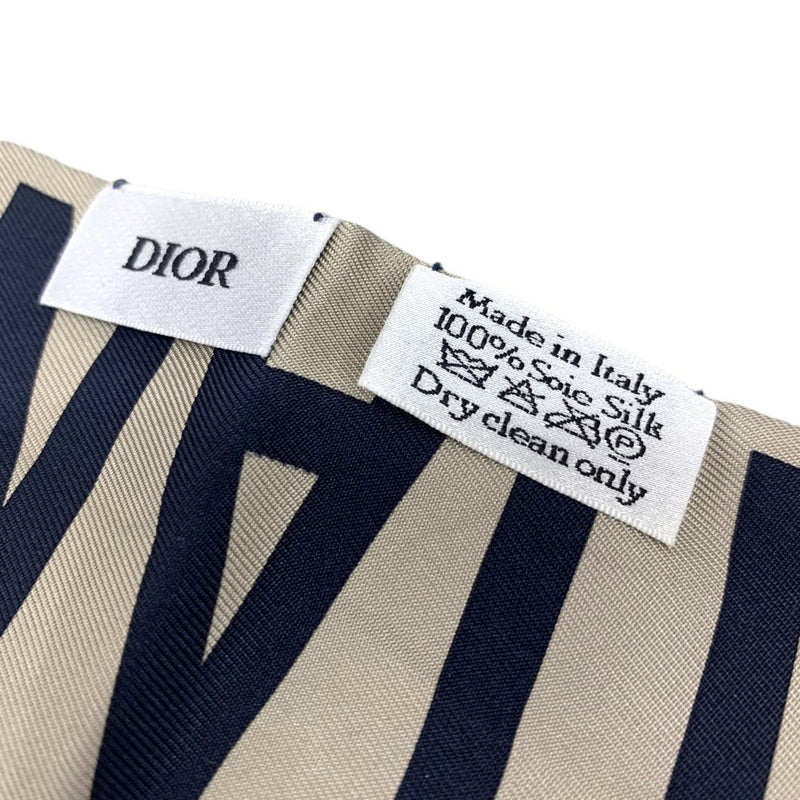 DIOR
Made in Italy
100% Soie Silk
P
Dry clean only